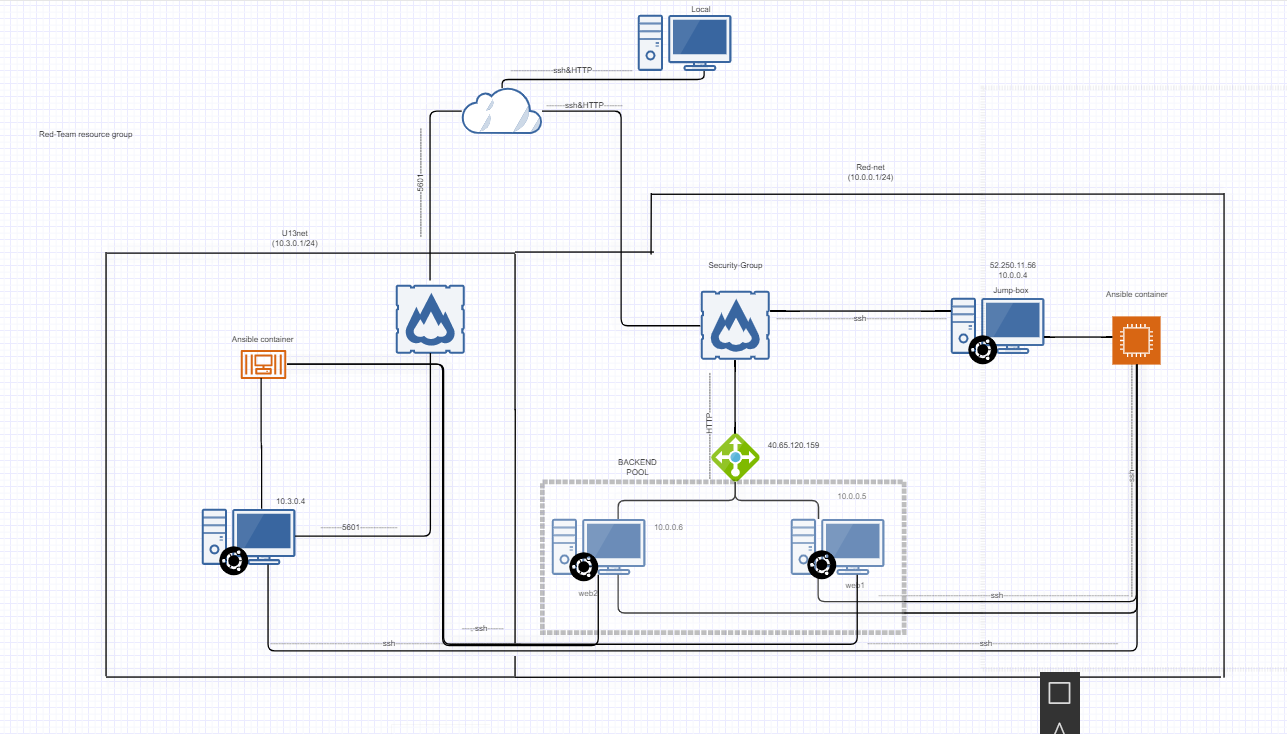 Local
ssh&HTTP
ssh&HTTP
Red-Team resource group
Red-net
(10.0.0.1/24)
5601
U13net
(10.3.0.1/24)
Security-Group
52.250.11.56
10.0.0.4
Jump-box
Ansible container
ssh
Ansible container
HTTP
40.65.120.159
BACKEND
POOL
ssh
10.0.0.5
10.3.0.4
5601
10.0.0.6
web1
web2
ssh
ssh
ssh
ssh